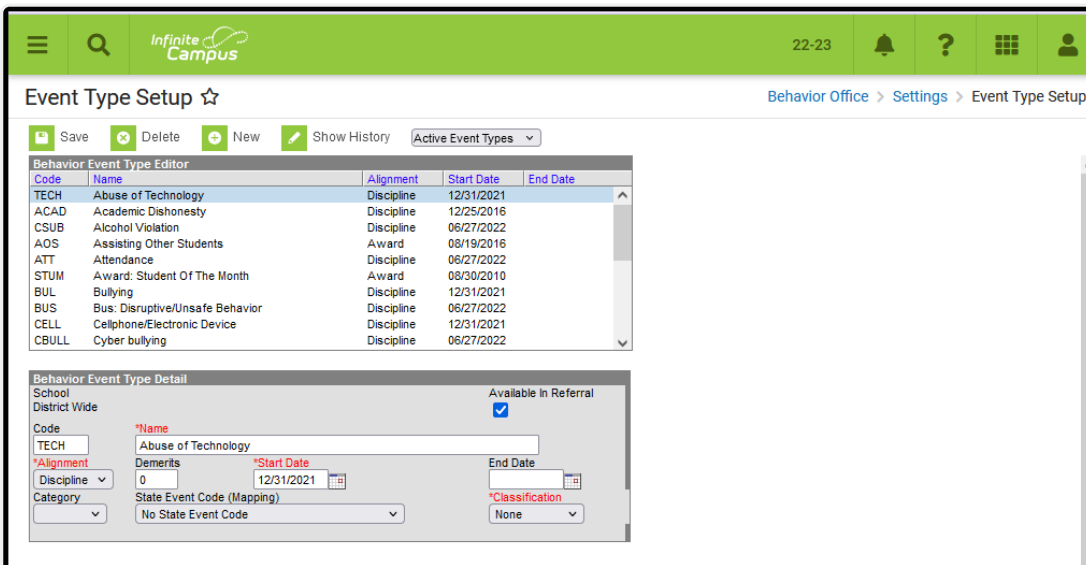 Infinite Campus
22-23
?
Event Type Setup
Behavior Office > Settings > Event Type Setup
Save Delete New Show History Active Event Types
Behavior Event Type Editor
Code Name Alignment Start Date End Date
TECH Abuse of Technology Discipline 12/31/2021
ACAD Academic Dishonesty Discipline 12/25/2016
CSUB Alcohol Violation Discipline 06/27/2022
AOS Assisting Other Students Award 08/19/2016
ATT Attendance Discipline 06/27/2022
STUM Award: Student Of The Month Award 08/30/2010
BUL Bullying Discipline 12/31/2021
BUS Bus: Disruptive/Unsafe Behavior Discipline 06/27/2022
CELL Cellphone/Electronic Device Discipline 12/31/2021
CBULL Cyber bullying Discipline 06/27/2022
Behavior Event Type Detail
School Available In Referral
District Wide
Code *Name
TECH Abuse of Technology
*Alignment Demerits *Start Date End Date
Discipline 0 12/31/2021
Category State Event Code (Mapping) *Classification
No State Event Code None